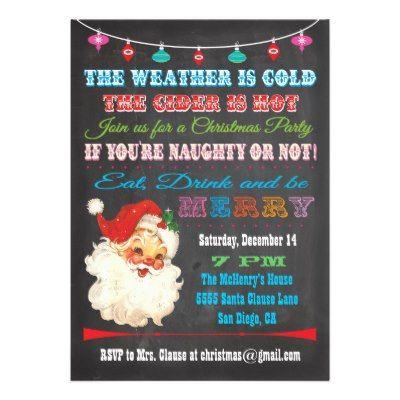 THE WEATHER IS COLD
THE CIDER IS HOT
Join us for a Christmas Party
IF YOU'RE NAUGHTY OR NOT!
Eat, Drink and be
MERRY
Saturday, December 14
7 PM
The McHenry's House
5555 Santa Clause Lane
San Diego, CA
RSVP to Mrs. Clause at christmas@gmail.com